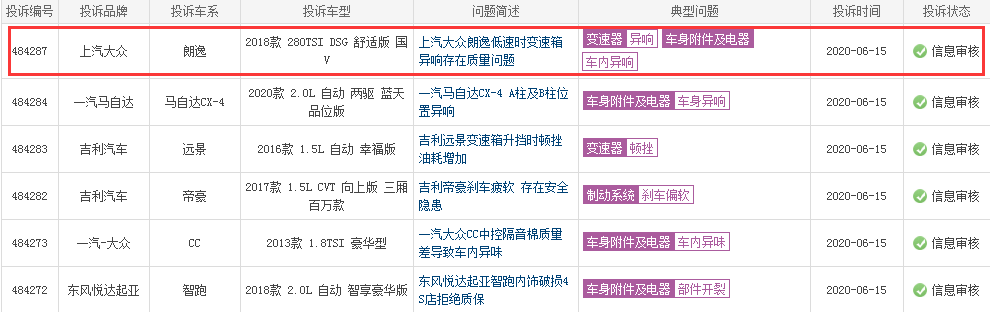 投诉编号 投诉品牌 投诉车系 投诉车型 问题简述 典型问题 投诉时间 投诉状态
484287 上汽大众 朗逸 2018款 280TSI DSG 舒适版 国V 上汽大众朗逸低速时变速箱异响存在质量问题 变速器 异响 车身附件及电器 车内异响 2020-06-15 信息审核
484284 一汽马自达 马自达CX-4 2020款 2.0L 自动 两驱 蓝天品位版 一汽马自达CX-4 A柱及B柱位置异响 车身附件及电器 车身异响 2020-06-15 信息审核
484283 吉利汽车 远景 2016款 1.5L 自动 幸福版 吉利远景变速箱升挡时顿挫 油耗增加 变速器 顿挫 2020-06-15 信息审核
484282 吉利汽车 帝豪 2017款 1.5L CVT 向上版 三厢 百万款 吉利帝豪刹车疲软 存在安全隐患 制动系统 刹车偏软 2020-06-15 信息审核
484273 一汽-大众 CC 2013款 1.8TSI 豪华型 一汽大众CC中控隔音棉质量差导致车内异味 车身附件及电器 车内异味 2020-06-15 信息审核
484272 东风悦达起亚 智跑 2018款 2.0L 自动 智享豪华版 东风悦达起亚智跑内饰破损4S店拒绝质保 车身附件及电器 部件开裂 2020-06-15 信息审核